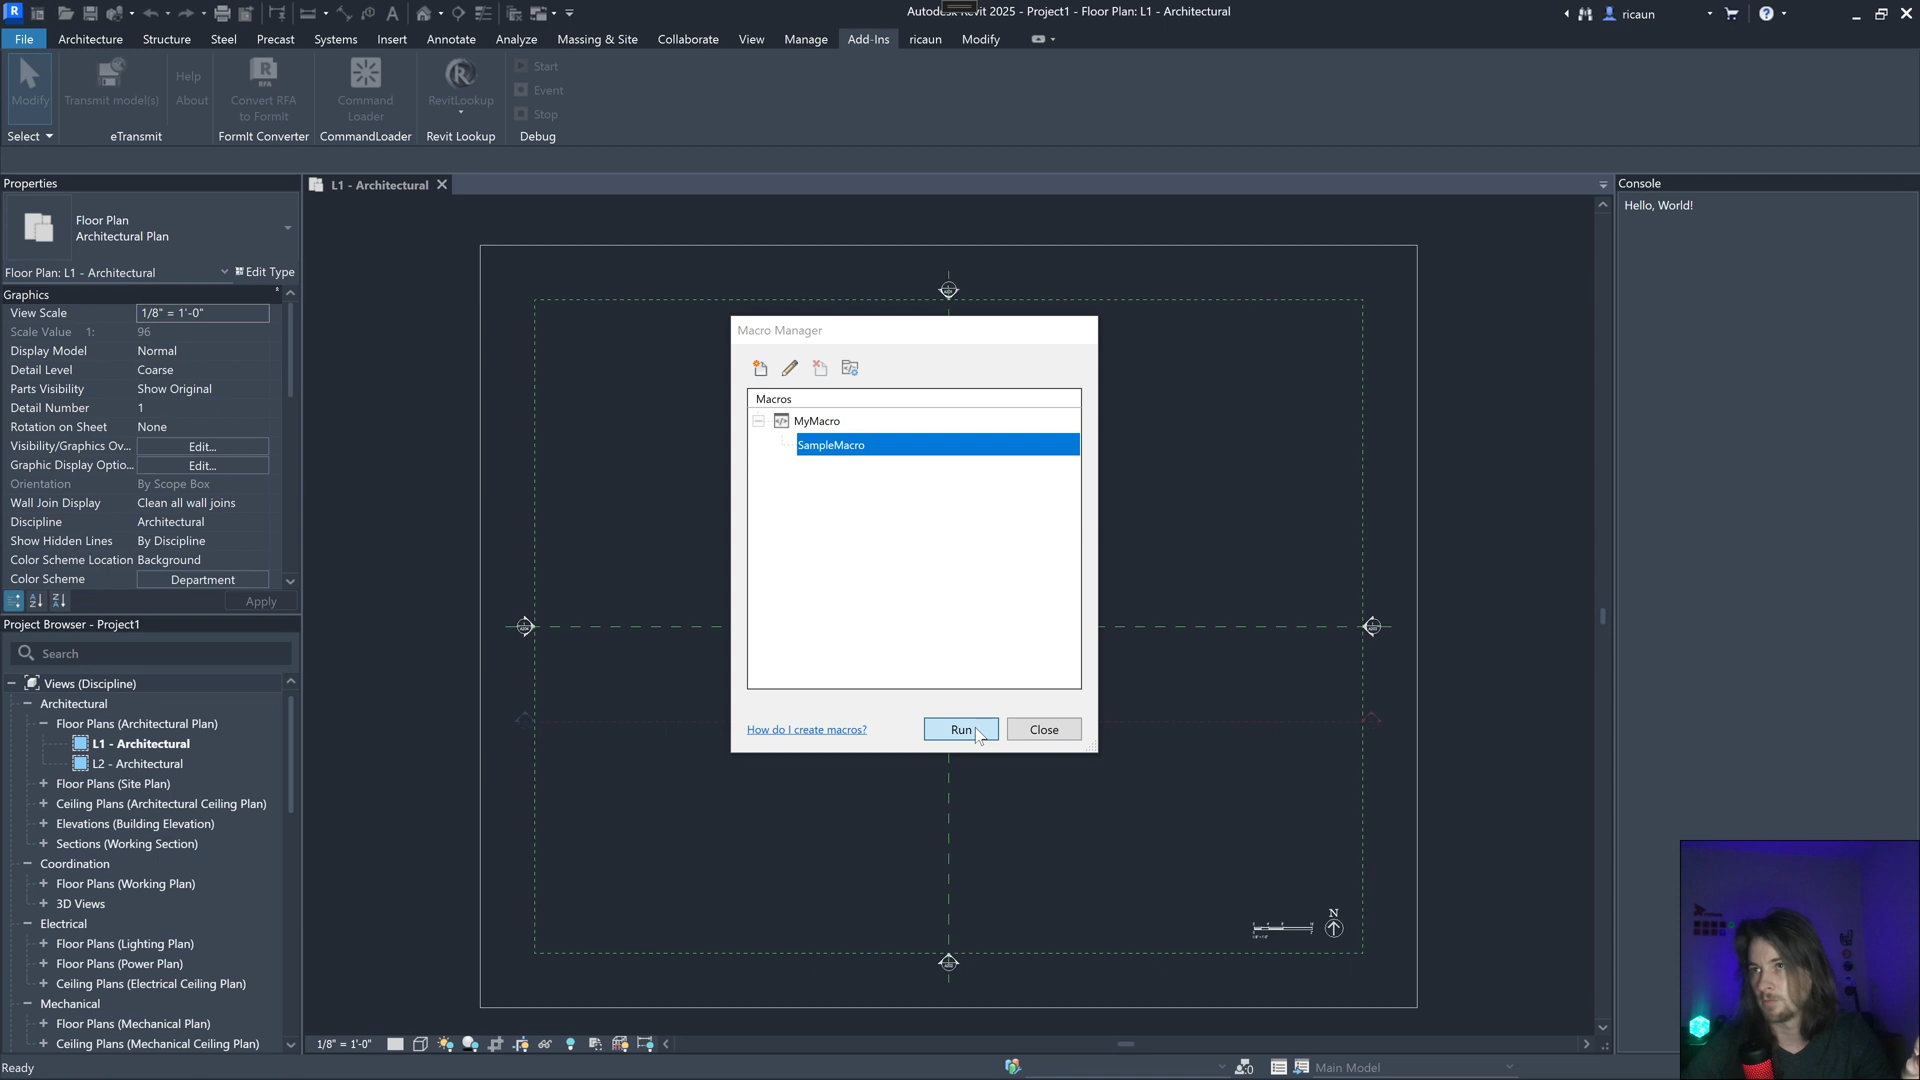 Autodesk Revit 2025 - Project1 - Floor Plan: L1 - Architectural
ricaun
File
Architecture
Structure
Steel
Precast
Systems
Insert
Annotate
Analyze
Massing & Site
Collaborate
View
Manage
Add-Ins
ricaun
Modify
Modify
Select
Transmit model(s)
Help
About
eTransmit
Convert RFA
to FormIt
FormIt Converter
Command
Loader
CommandLoader
RevitLookup
Revit Lookup
Start
Event
Stop
Debug
Properties
Floor Plan
Architectural Plan
Floor Plan: L1 - Architectural
Edit Type
Graphics
View Scale 1/8" = 1'-0"
Scale Value 1: 96
Display Model Normal
Detail Level Coarse
Parts Visibility Show Original
Detail Number 1
Rotation on Sheet None
Visibility/Graphics Ov... Edit...
Graphic Display Optio... Edit...
Orientation By Scope Box
Wall Join Display Clean all wall joins
Discipline Architectural
Show Hidden Lines By Discipline
Color Scheme Location Background
Color Scheme Department
Apply
Project Browser - Project1
Search
Views (Discipline)
Architectural
Floor Plans (Architectural Plan)
L1 - Architectural
L2 - Architectural
Floor Plans (Site Plan)
Ceiling Plans (Architectural Ceiling Plan)
Elevations (Building Elevation)
Sections (Working Section)
Coordination
Floor Plans (Working Plan)
3D Views
Electrical
Floor Plans (Lighting Plan)
Floor Plans (Power Plan)
Ceiling Plans (Electrical Ceiling Plan)
Mechanical
Floor Plans (Mechanical Plan)
Ceiling Plans (Mechanical Ceiling Plan)
L1 - Architectural
Macro Manager
Macros
MyMacro
SampleMacro
How do I create macros?
Run
Close
N
Console
Hello, World!
1/8" = 1'-0"
Ready
:0
Main Model